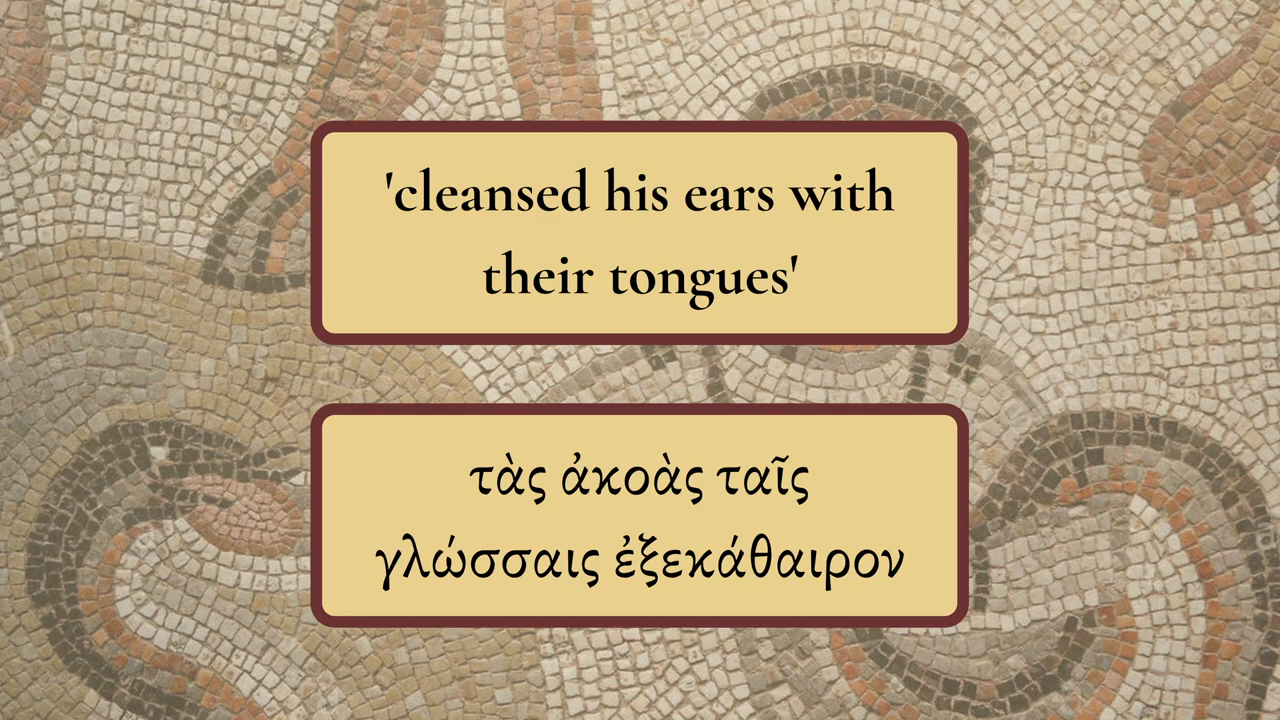 'cleansed his ears with
their tongues'
τὰς ἀκοὰς ταῖς
γλώσσαις ἐξεκάθαιρον